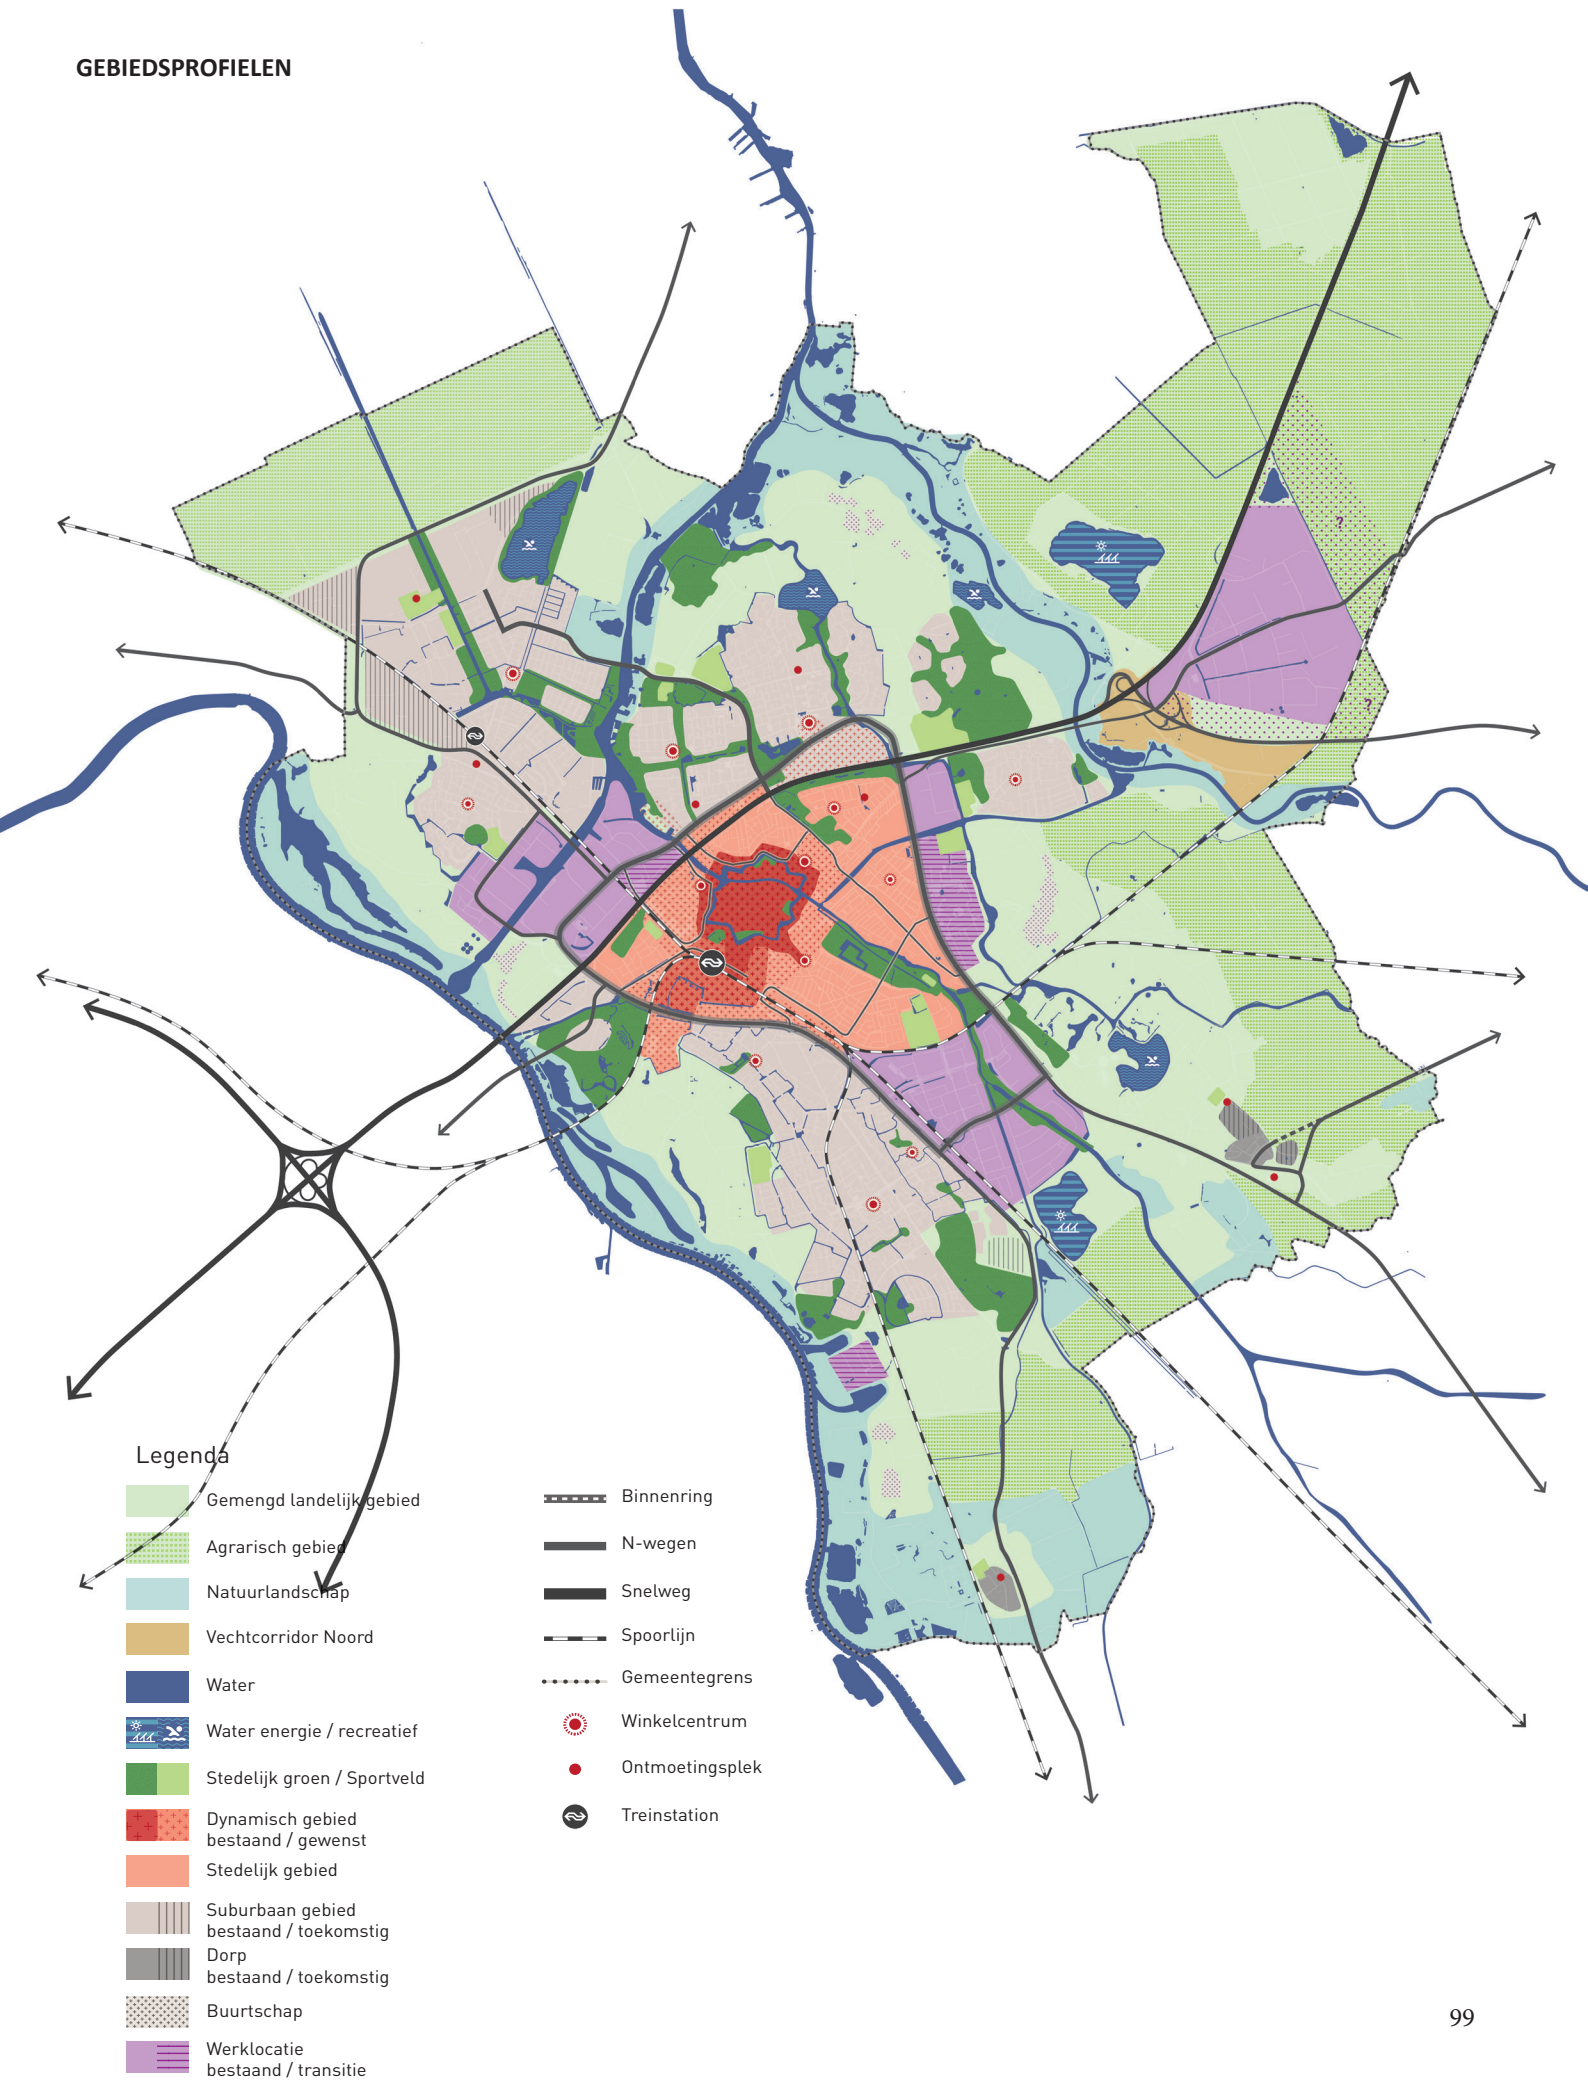 GEBIEDSPROFIELEN
?
?
Legenda
Gemengd landelijk gebied
Agrarisch gebied
Natuurlandschap
Vechtcorridor Noord
Water
Water energie / recreatief
Stedelijk groen / Sportveld
Dynamisch gebied
bestaand / gewenst
Stedelijk gebied
Suburbaan gebied
bestaand / toekomstig
Dorp
bestaand / toekomstig
Buurtschap
Werklocatie
bestaand / transitie
Binnenring
N-wegen
Snelweg
Spoorlijn
Gemeentegrens
Winkelcentrum
Ontmoetingsplek
Treinstation
99